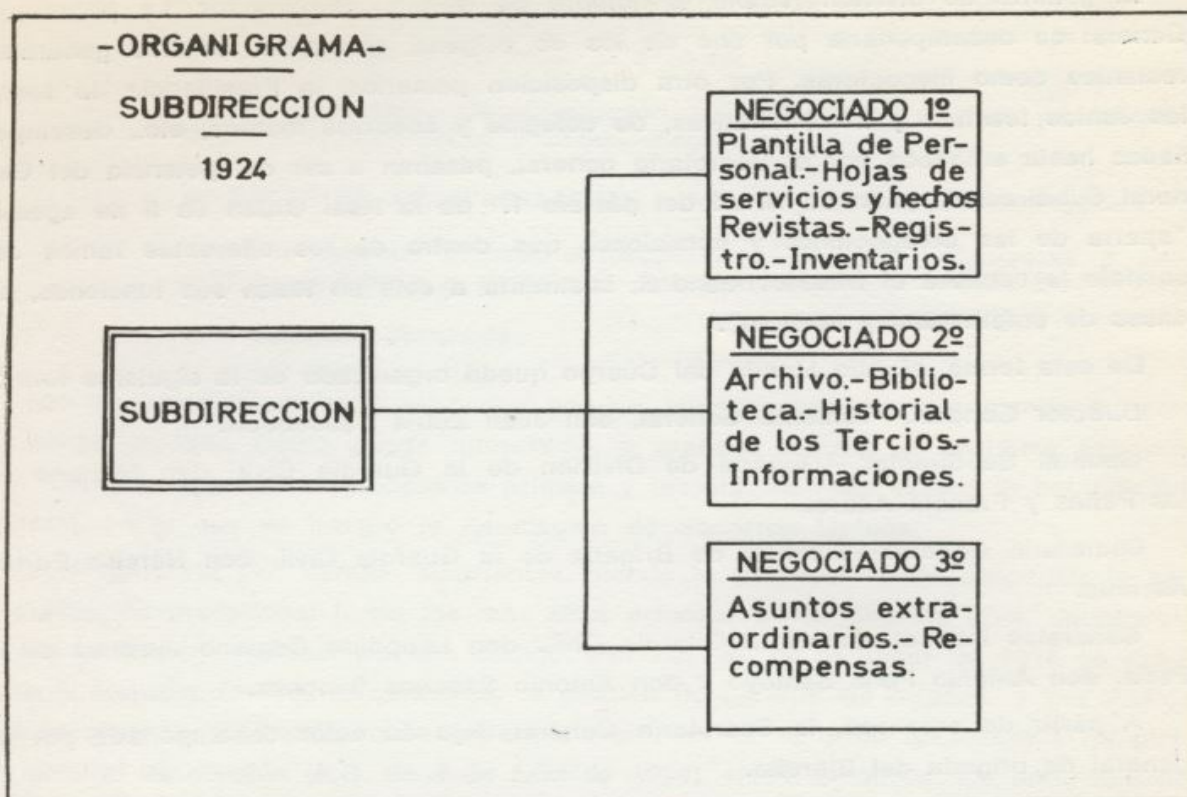 -ORGANIGRAMA-
SUBDIRECCION
1924
SUBDIRECCION
NEGOCIADO 1º
Plantilla de Per-
sonal.-Hojas de
servicios y hechos
Revistas.-Regis-
tro.-Inventarios.
NEGOCIADO 2º
Archivo.-Biblio-
teca.-Historial
de los Tercios.-
Informaciones.
NEGOCIADO 3º
Asuntos extra-
ordinarios.-Re-
compensas.